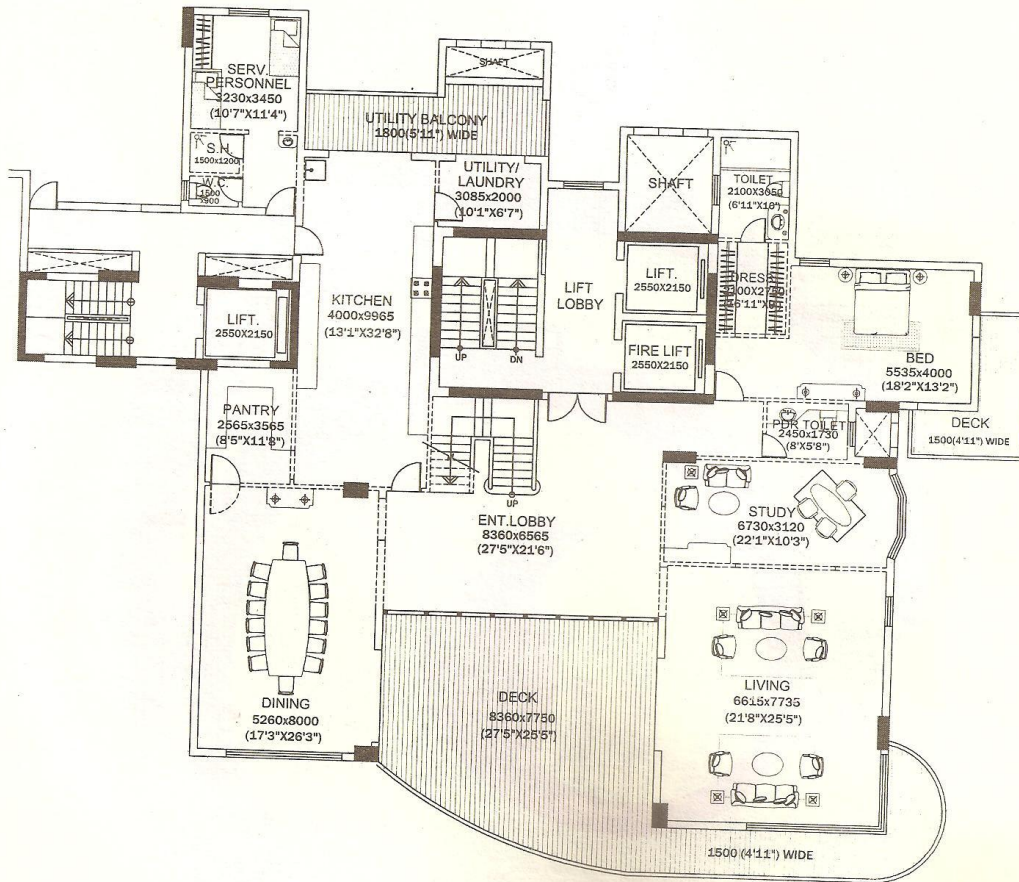 SHAFT
SERV.
PERSONNEL
3230x3450
(10'7"X11'4")
UTILITY BALCONY
1800(5'11") WIDE
S.H.
1500x1200
W.C.
1500
x900
UTILITY/
LAUNDRY
3085x2000
(10'1"X6'7")
SHAFT
TOILET
2100x3050
(6'11"X10')
LIFT.
2550X2150
KITCHEN
4000x9965
(13'1"X32'8")
UP
DN
LIFT
LOBBY
LIFT.
2550X2150
FIRE LIFT
2550X2150
DRESS
BED
5535x4000
(18'2"X13'2")
DECK
1500(4'11") WIDE
PANTRY
2565x3565
(8'5"X11'8")
PDR TOILET
2450x1730
(8'X5'8")
UP
ENT.LOBBY
8360x6565
(27'5"X21'6")
STUDY
6730x3120
(22'1"X10'3")
DINING
5260x8000
(17'3"X26'3")
DECK
8360x7750
(27'5"X25'5")
LIVING
6615x7735
(21'8"X25'5")
1500 (4'11") WIDE